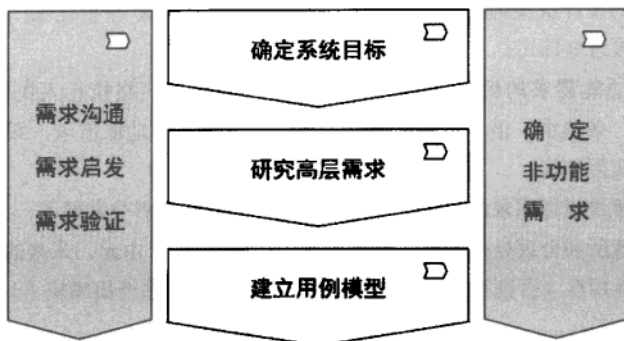 需求沟通
需求启发
需求验证
确定系统目标
研究高层需求
建立用例模型
确 定
非功能
需 求